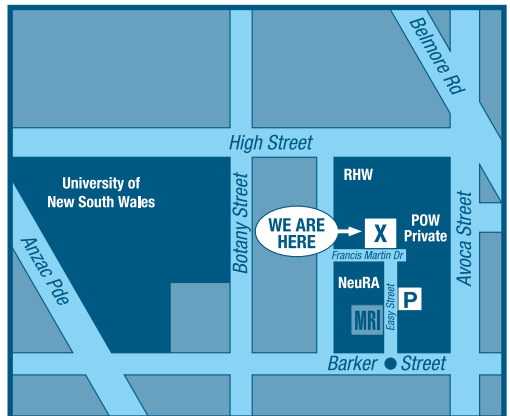 Belmore Rd
High Street
University of
New South Wales
RHW
Botany Street
WE ARE
HERE
X
POW
Private
Avoca Street
Anzac Pde
Francis Martin Dr
NeuRA
MRI
Easy Street
P
Barker Street